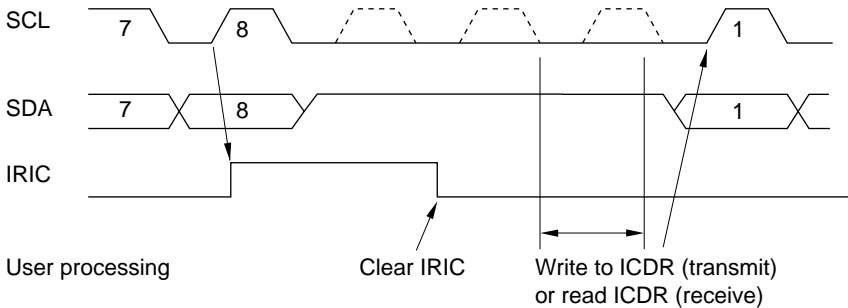 SCL 7 8 1
SDA 7 8 1
IRIC
User processing Clear IRIC Write to ICDR (transmit)
or read ICDR (receive)